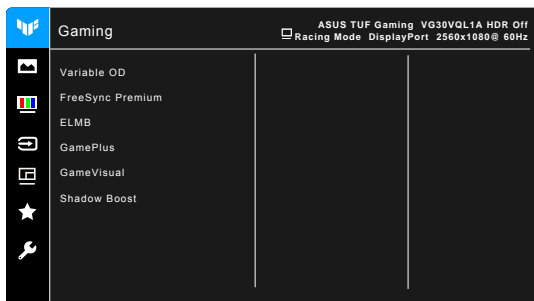 Gaming
ASUS TUF Gaming VG30VQL1A HDR Off
Racing Mode DisplayPort 2560x1080@ 60Hz
Variable OD
FreeSync Premium
ELMB
GamePlus
GameVisual
Shadow Boost